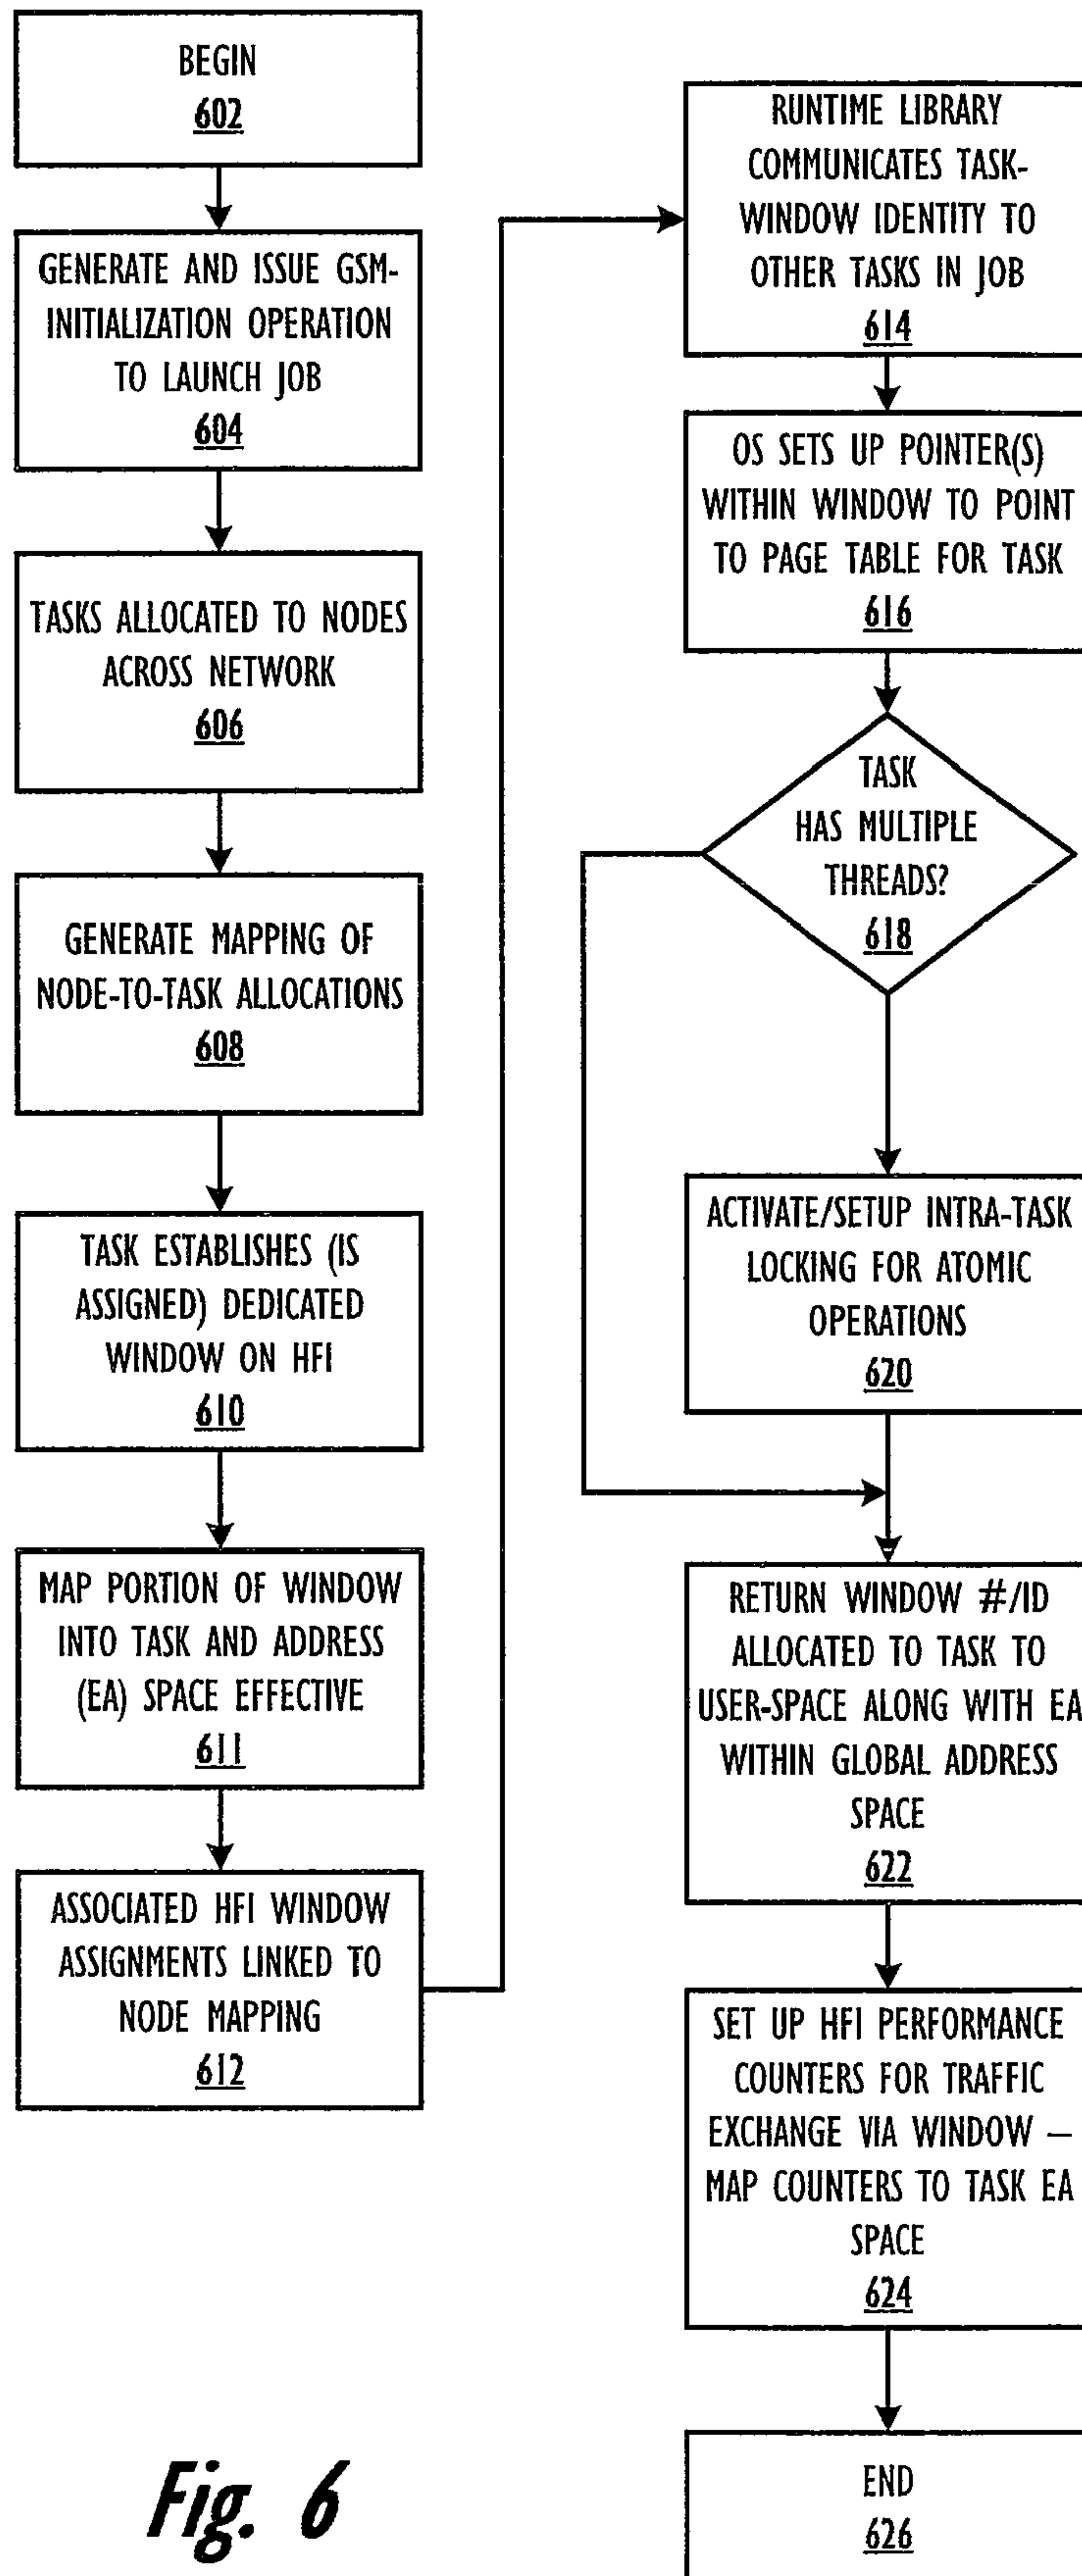 BEGIN
602
GENERATE AND ISSUE GSM-
INITIALIZATION OPERATION
TO LAUNCH JOB
604
TASKS ALLOCATED TO NODES
ACROSS NETWORK
606
GENERATE MAPPING OF
NODE-TO-TASK ALLOCATIONS
608
TASK ESTABLISHES (IS
ASSIGNED) DEDICATED
WINDOW ON HFI
610
MAP PORTION OF WINDOW
INTO TASK AND ADDRESS
(EA) SPACE EFFECTIVE
611
ASSOCIATED HFI WINDOW
ASSIGNMENTS LINKED TO
NODE MAPPING
612
RUNTIME LIBRARY
COMMUNICATES TASK-
WINDOW IDENTITY TO
OTHER TASKS IN JOB
614
OS SETS UP POINTER(S)
WITHIN WINDOW TO POINT
TO PAGE TABLE FOR TASK
616
TASK
HAS MULTIPLE
THREADS?
618
ACTIVATE/SETUP INTRA-TASK
LOCKING FOR ATOMIC
OPERATIONS
620
RETURN WINDOW #/ID
ALLOCATED TO TASK TO
USER-SPACE ALONG WITH EA
WITHIN GLOBAL ADDRESS
SPACE
622
SET UP HFI PERFORMANCE
COUNTERS FOR TRAFFIC
EXCHANGE VIA WINDOW –
MAP COUNTERS TO TASK EA
SPACE
624
END
626
Fig. 6